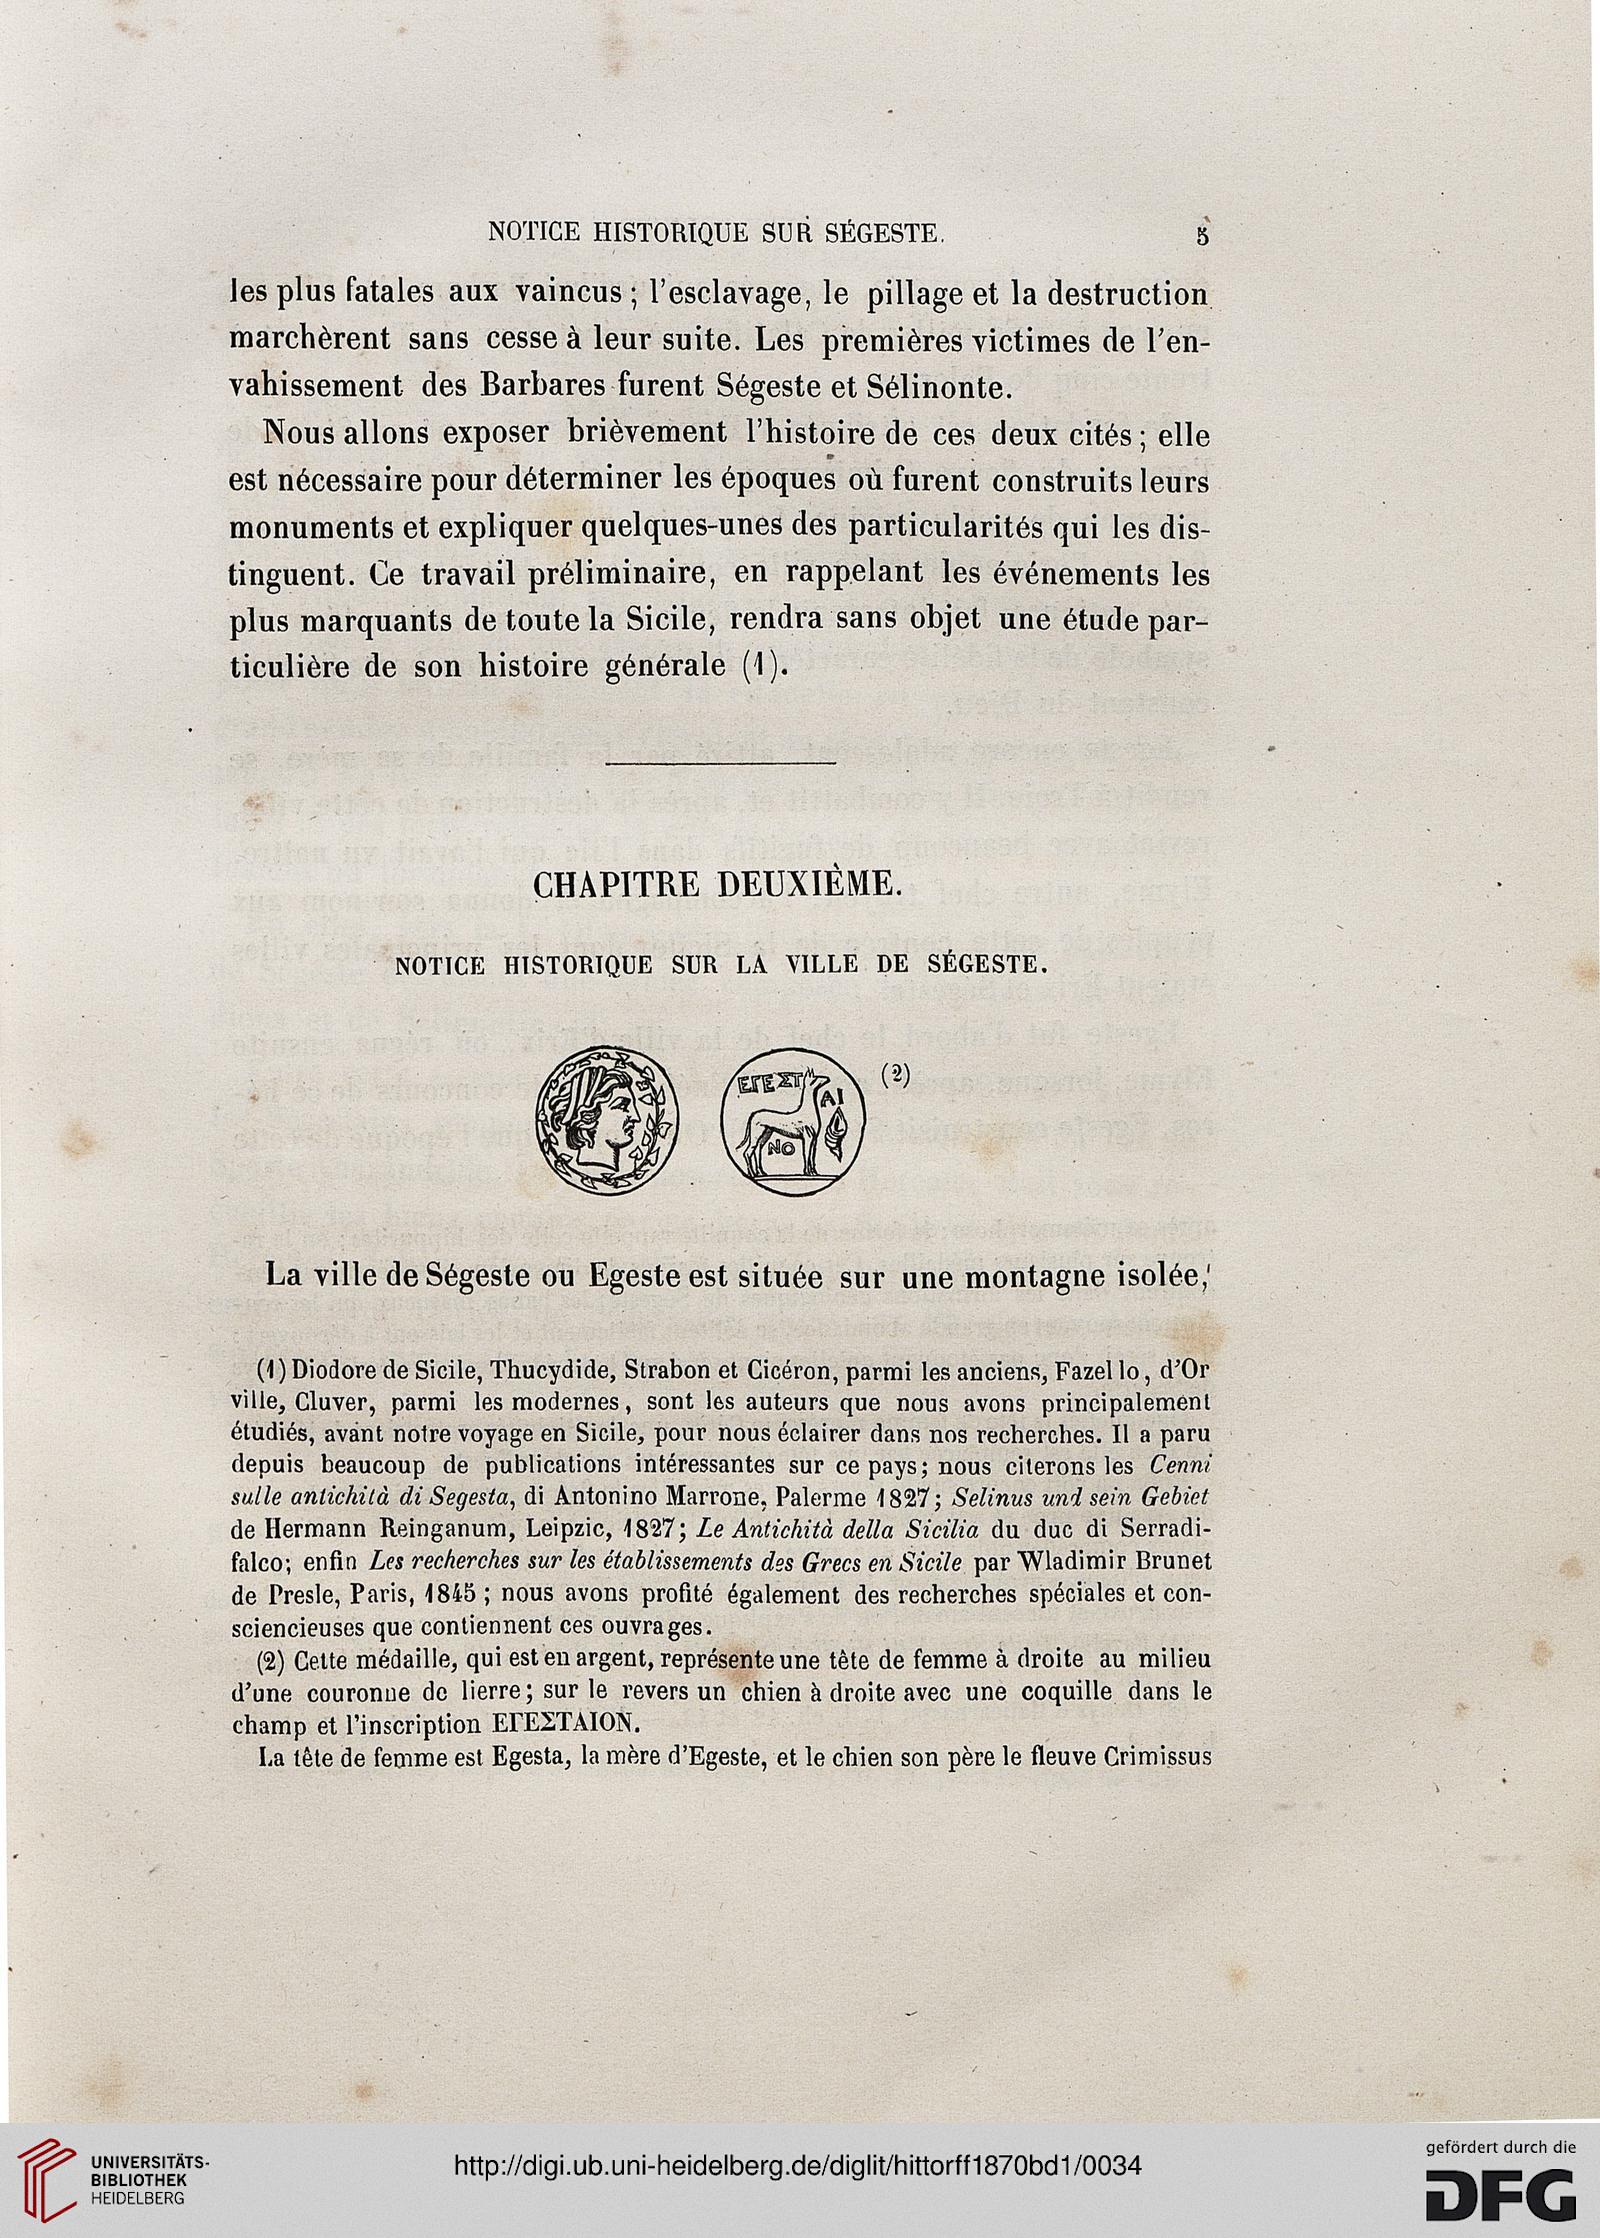 NOTICE HISTORIQUE SUR SÉGESTE. 5
les plus fatales aux vaincus ; l'esclavage, le pillage et la destruction
marchèrent sans cesse à leur suite. Les premières victimes de l'en-
vahissement des Barbares furent Ségeste et Sélinonte.
Nous allons exposer brièvement l'histoire de ces deux cités ; elle
est nécessaire pour déterminer les époques où furent construits leurs
monuments et expliquer quelques-unes des particularités qui les dis-
tinguent. Ce travail préliminaire, en rappelant les événements les
plus marquants de toute la Sicile, rendra sans objet une étude par-
ticulière de son histoire générale (1).
CHAPITRE DEUXIÈME.
NOTICE HISTORIQUE SUR LA VILLE DE SÉGESTE.
ΕΓΕΣΤ
ΑΙ
ΝΟ
(2)
La ville de Ségeste ou Egeste est située sur une montagne isolée,
(1) Diodore de Sicile, Thucydide, Strabon et Cicéron, parmi les anciens, Fazello, d'Or
ville, Cluver, parmi les modernes, sont les auteurs que nous avons principalement
étudiés, avant notre voyage en Sicile, pour nous éclairer dans nos recherches. Il a paru
depuis beaucoup de publications intéressantes sur ce pays; nous citerons les Cenni
sulle antichità di Segesta, di Antonino Marrone, Palerme 1827; Selinus und sein Gebiet
de Hermann Reinganum, Leipzic, 1827; Le Antichità della Sicilia du duc di Serradi-
falco; enfin Les recherches sur les établissements des Grecs en Sicile par Wladimir Brunet
de Presle, Paris, 1845 ; nous avons profité également des recherches spéciales et con-
sciencieuses que contiennent ces ouvrages.
(2) Cette médaille, qui est en argent, représente une tête de femme à droite au milieu
d'une couronne de lierre; sur le revers un chien à droite avec une coquille dans le
champ et l'inscription ΕΓΕΣΤΑΙΟΝ.
La tête de femme est Egesta, la mère d'Egeste, et le chien son père le fleuve Crimissus
UNIVERSITÄTS-
BIBLIOTHEK
HEIDELBERG
http://digi.ub.uni-heidelberg.de/diglit/hittorff1870bd1/0034
gefördert durch die
DFG